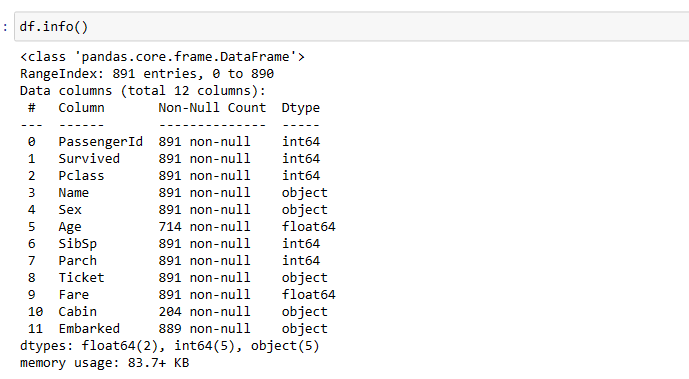 : df.info()
<class 'pandas.core.frame.DataFrame'>
RangeIndex: 891 entries, 0 to 890
Data columns (total 12 columns):
 #   Column       Non-Null Count  Dtype
---  ------       --------------  -----
 0   PassengerId  891 non-null    int64
 1   Survived     891 non-null    int64
 2   Pclass       891 non-null    int64
 3   Name         891 non-null    object
 4   Sex          891 non-null    object
 5   Age          714 non-null    float64
 6   SibSp        891 non-null    int64
 7   Parch        891 non-null    int64
 8   Ticket       891 non-null    object
 9   Fare         891 non-null    float64
 10  Cabin        204 non-null    object
 11  Embarked     889 non-null    object
dtypes: float64(2), int64(5), object(5)
memory usage: 83.7+ KB